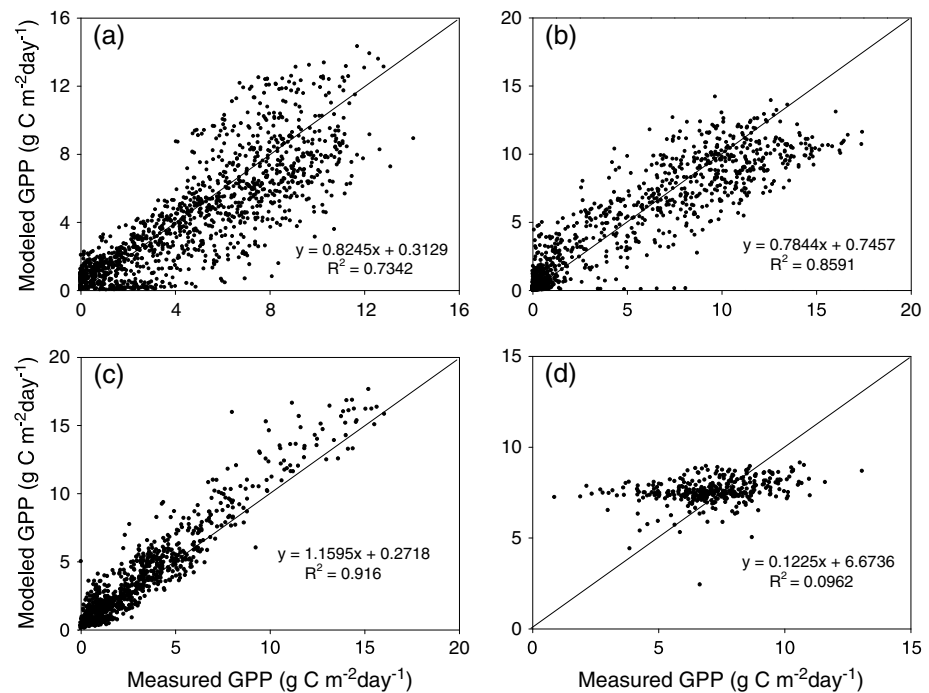 (a)
Modeled GPP (g C m⁻²day⁻¹)
16
12
8
4
0
y = 0.8245x + 0.3129
R² = 0.7342
0 4 8 12 16
(b)
20
15
10
5
0
y = 0.7844x + 0.7457
R² = 0.8591
0 5 10 15 20
(c)
Modeled GPP (g C m⁻²day⁻¹)
20
15
10
5
0
y = 1.1595x + 0.2718
R² = 0.916
0 5 10 15 20
Measured GPP (g C m⁻²day⁻¹)
(d)
15
10
5
0
y = 0.1225x + 6.6736
R² = 0.0962
0 5 10 15
Measured GPP (g C m⁻²day⁻¹)